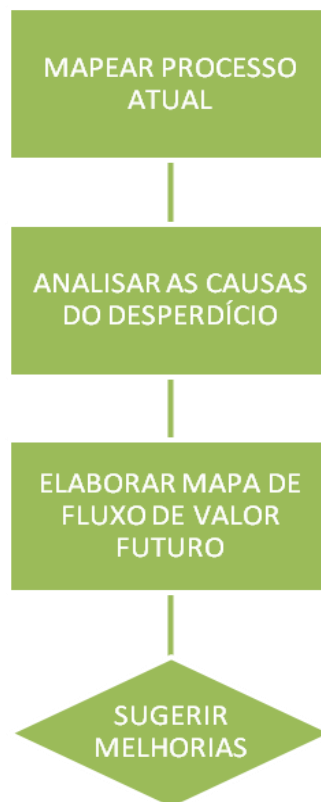 MAPEAR PROCESSO
ATUAL
ANALISAR AS CAUSAS
DO DESPERDÍCIO
ELABORAR MAPA DE
FLUXO DE VALOR
FUTURO
SUGERIR
MELHORIAS